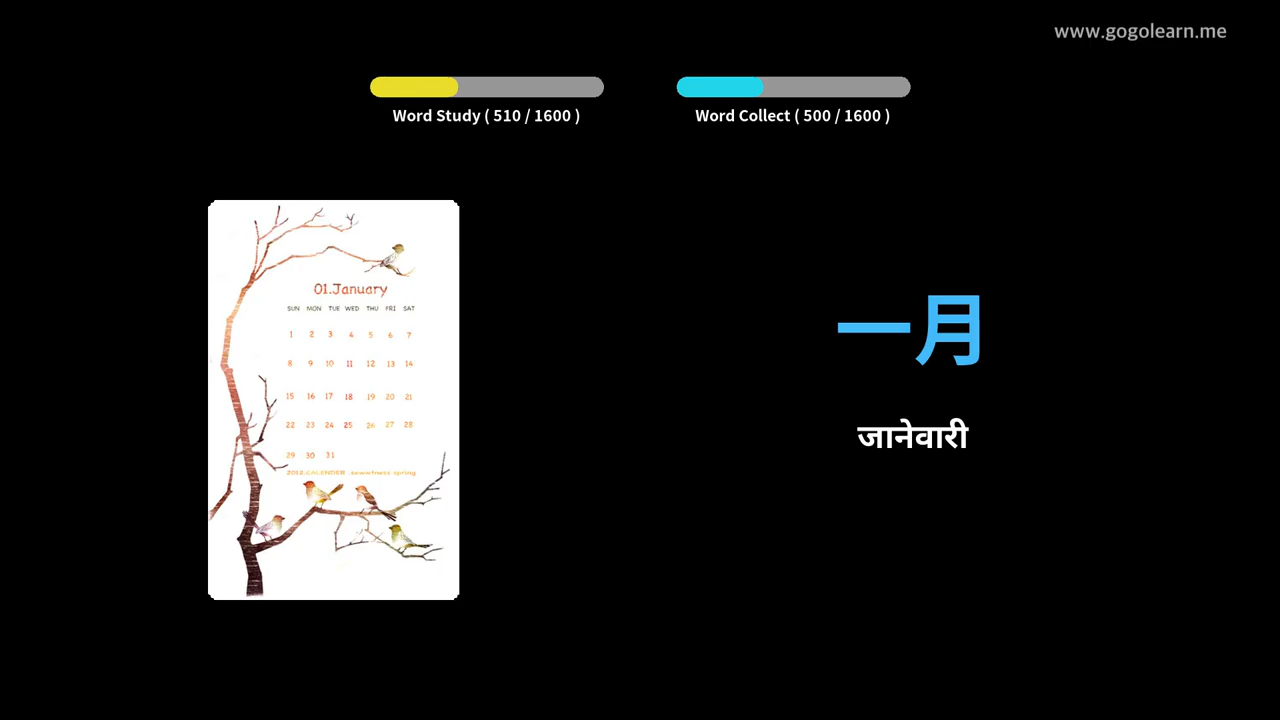 www.gogolearn.me
Word Study ( 510 / 1600 )
Word Collect ( 500 / 1600 )
01.January
SUN MON TUE WED THU FRI SAT
1 2 3 4 5 6 7
8 9 10 11 12 13 14
15 16 17 18 19 20 21
22 23 24 25 26 27 28
29 30 31
一月
जानेवारी